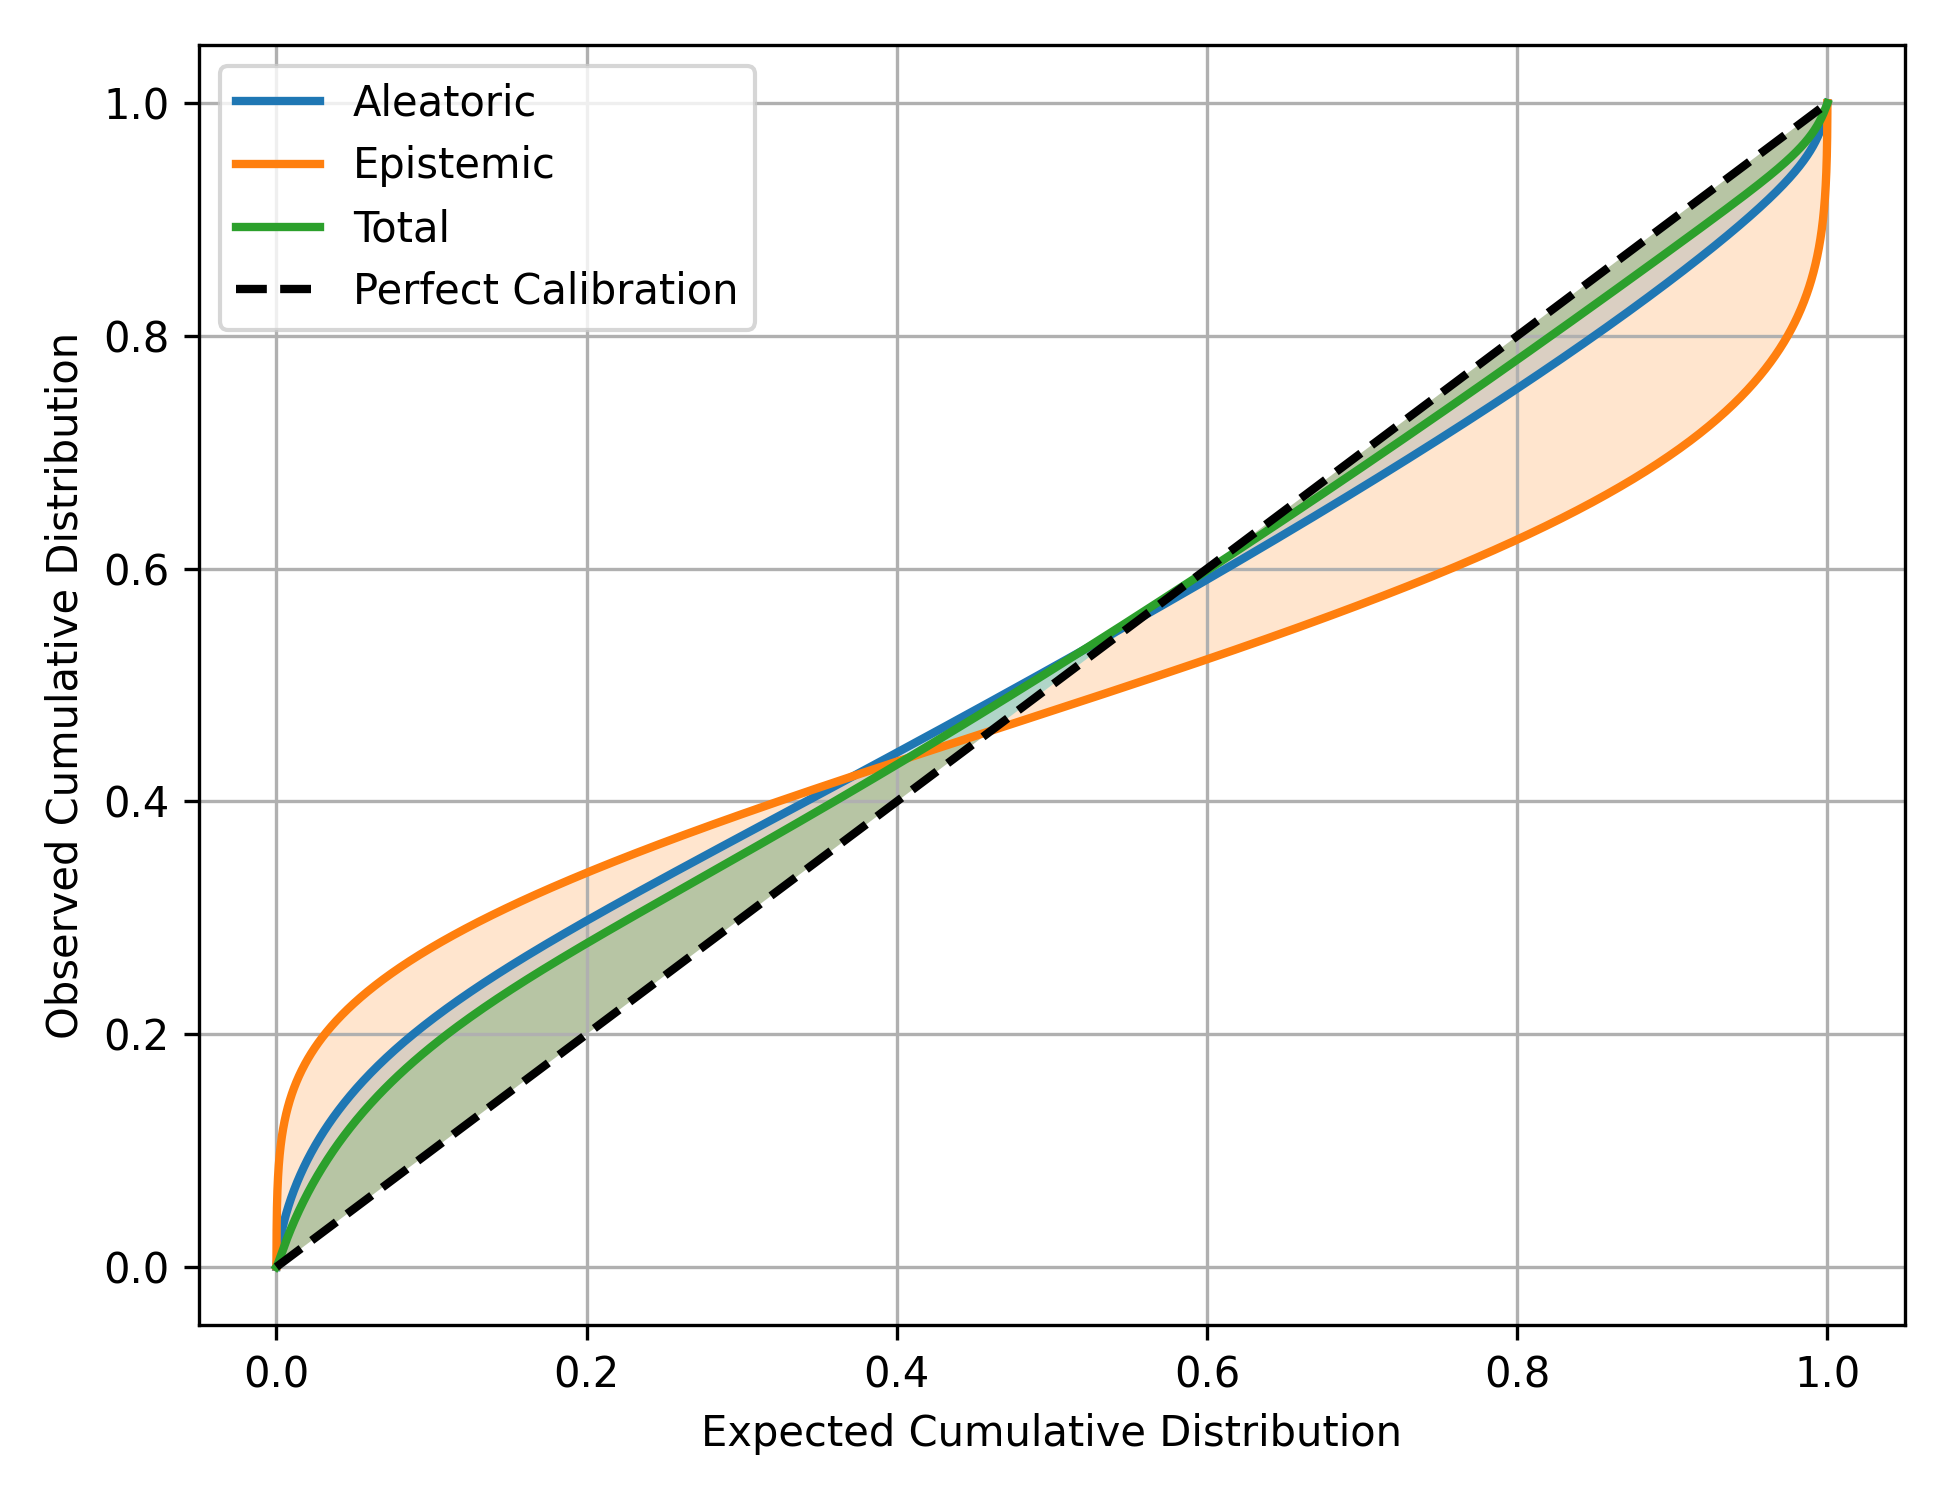 Aleatoric
Epistemic
Total
Perfect Calibration
1.0
0.8
0.6
0.4
0.2
0.0
Observed Cumulative Distribution
0.0 0.2 0.4 0.6 0.8 1.0
Expected Cumulative Distribution